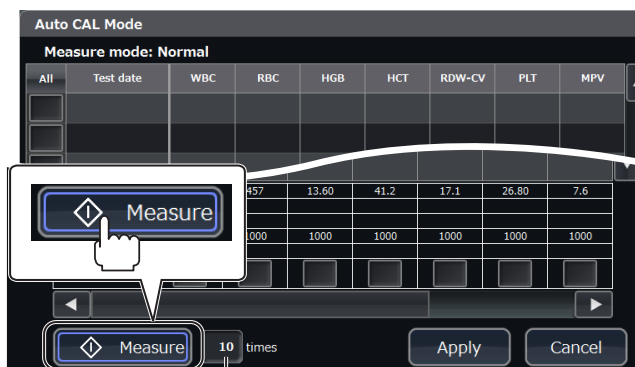 Auto CAL Mode
Measure mode: Normal
All Test date WBC RBC HGB HCT RDW-CV PLT MPV
457 13.60 41.2 17.1 26.80 7.6
Measure
1000 1000 1000 1000 1000 1000
Measure 10 times Apply Cancel